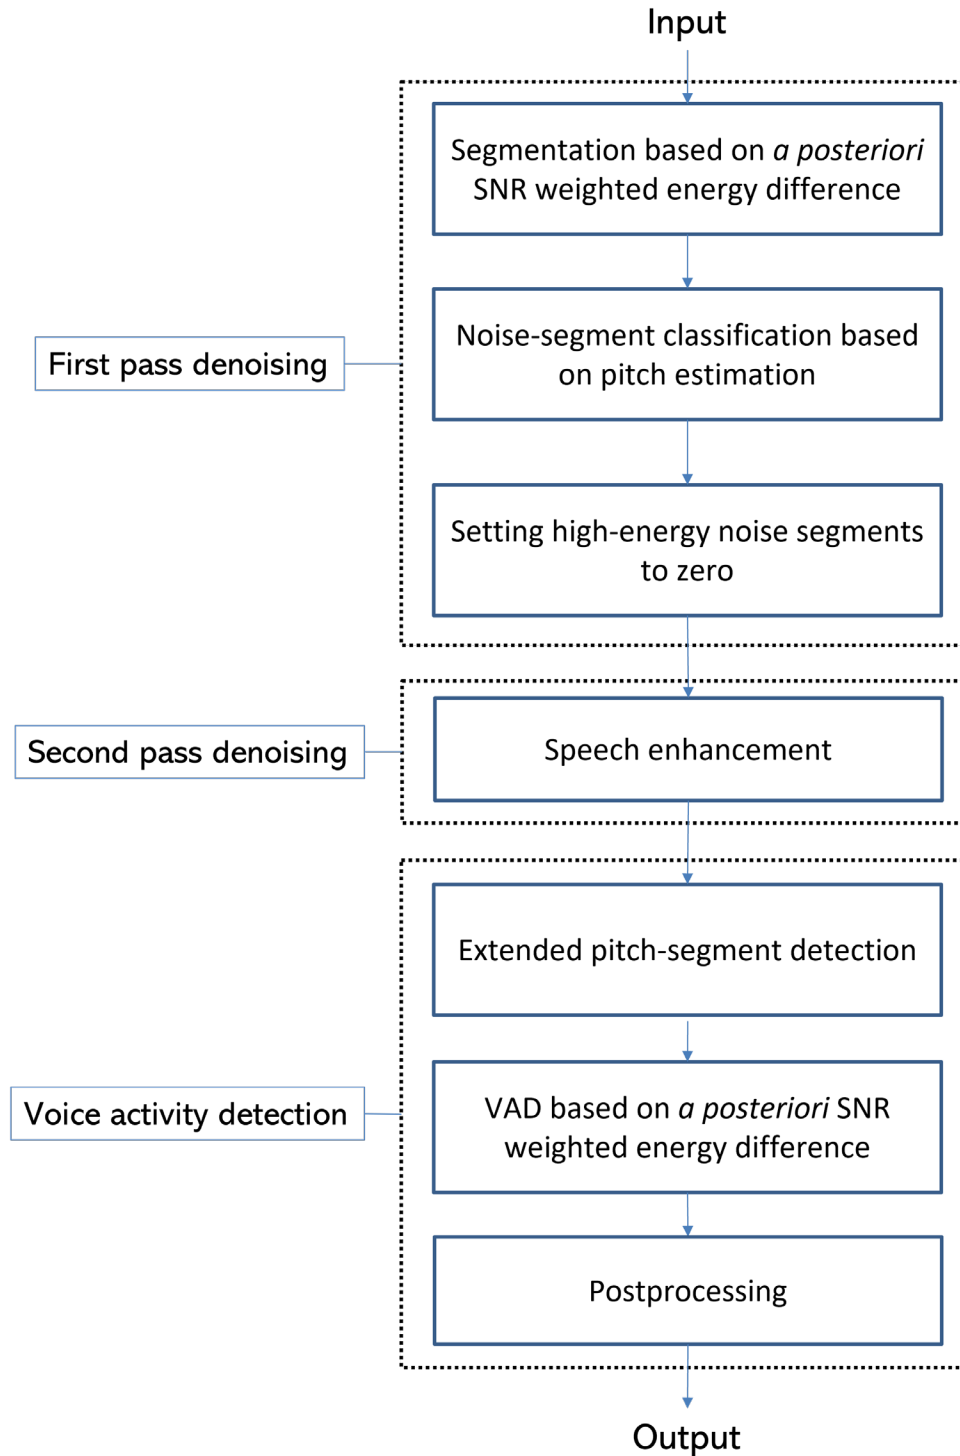 Input
Segmentation based on a posteriori
SNR weighted energy difference
Noise-segment classification based
on pitch estimation
First pass denoising
Setting high-energy noise segments
to zero
Second pass denoising
Speech enhancement
Extended pitch-segment detection
Voice activity detection
VAD based on a posteriori SNR
weighted energy difference
Postprocessing
Output